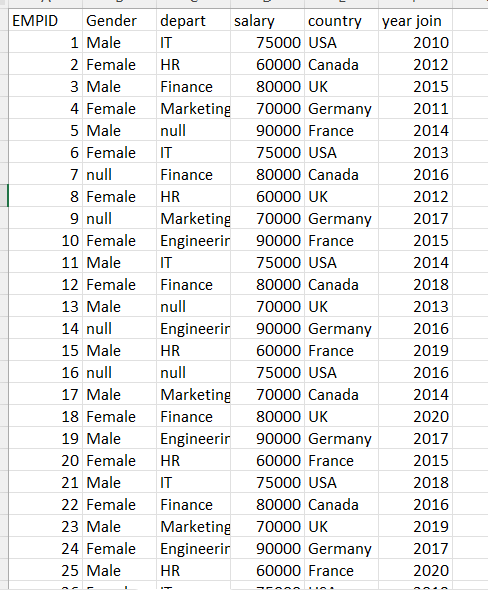 EMPID Gender depart salary country year join
1 Male IT 75000 USA 2010
2 Female HR 60000 Canada 2012
3 Male Finance 80000 UK 2015
4 Female Marketing 70000 Germany 2011
5 Male null 90000 France 2014
6 Female IT 75000 USA 2013
7 null Finance 80000 Canada 2016
8 Female HR 60000 UK 2012
9 null Marketing 70000 Germany 2017
10 Female Engineerir 90000 France 2015
11 Male IT 75000 USA 2014
12 Female Finance 80000 Canada 2018
13 Male null 70000 UK 2013
14 null Engineerir 90000 Germany 2016
15 Male HR 60000 France 2019
16 null null 75000 USA 2016
17 Male Marketing 70000 Canada 2014
18 Female Finance 80000 UK 2020
19 Male Engineerir 90000 Germany 2017
20 Female HR 60000 France 2015
21 Male IT 75000 USA 2018
22 Female Finance 80000 Canada 2016
23 Male Marketing 70000 UK 2019
24 Female Engineerir 90000 Germany 2017
25 Male HR 60000 France 2020